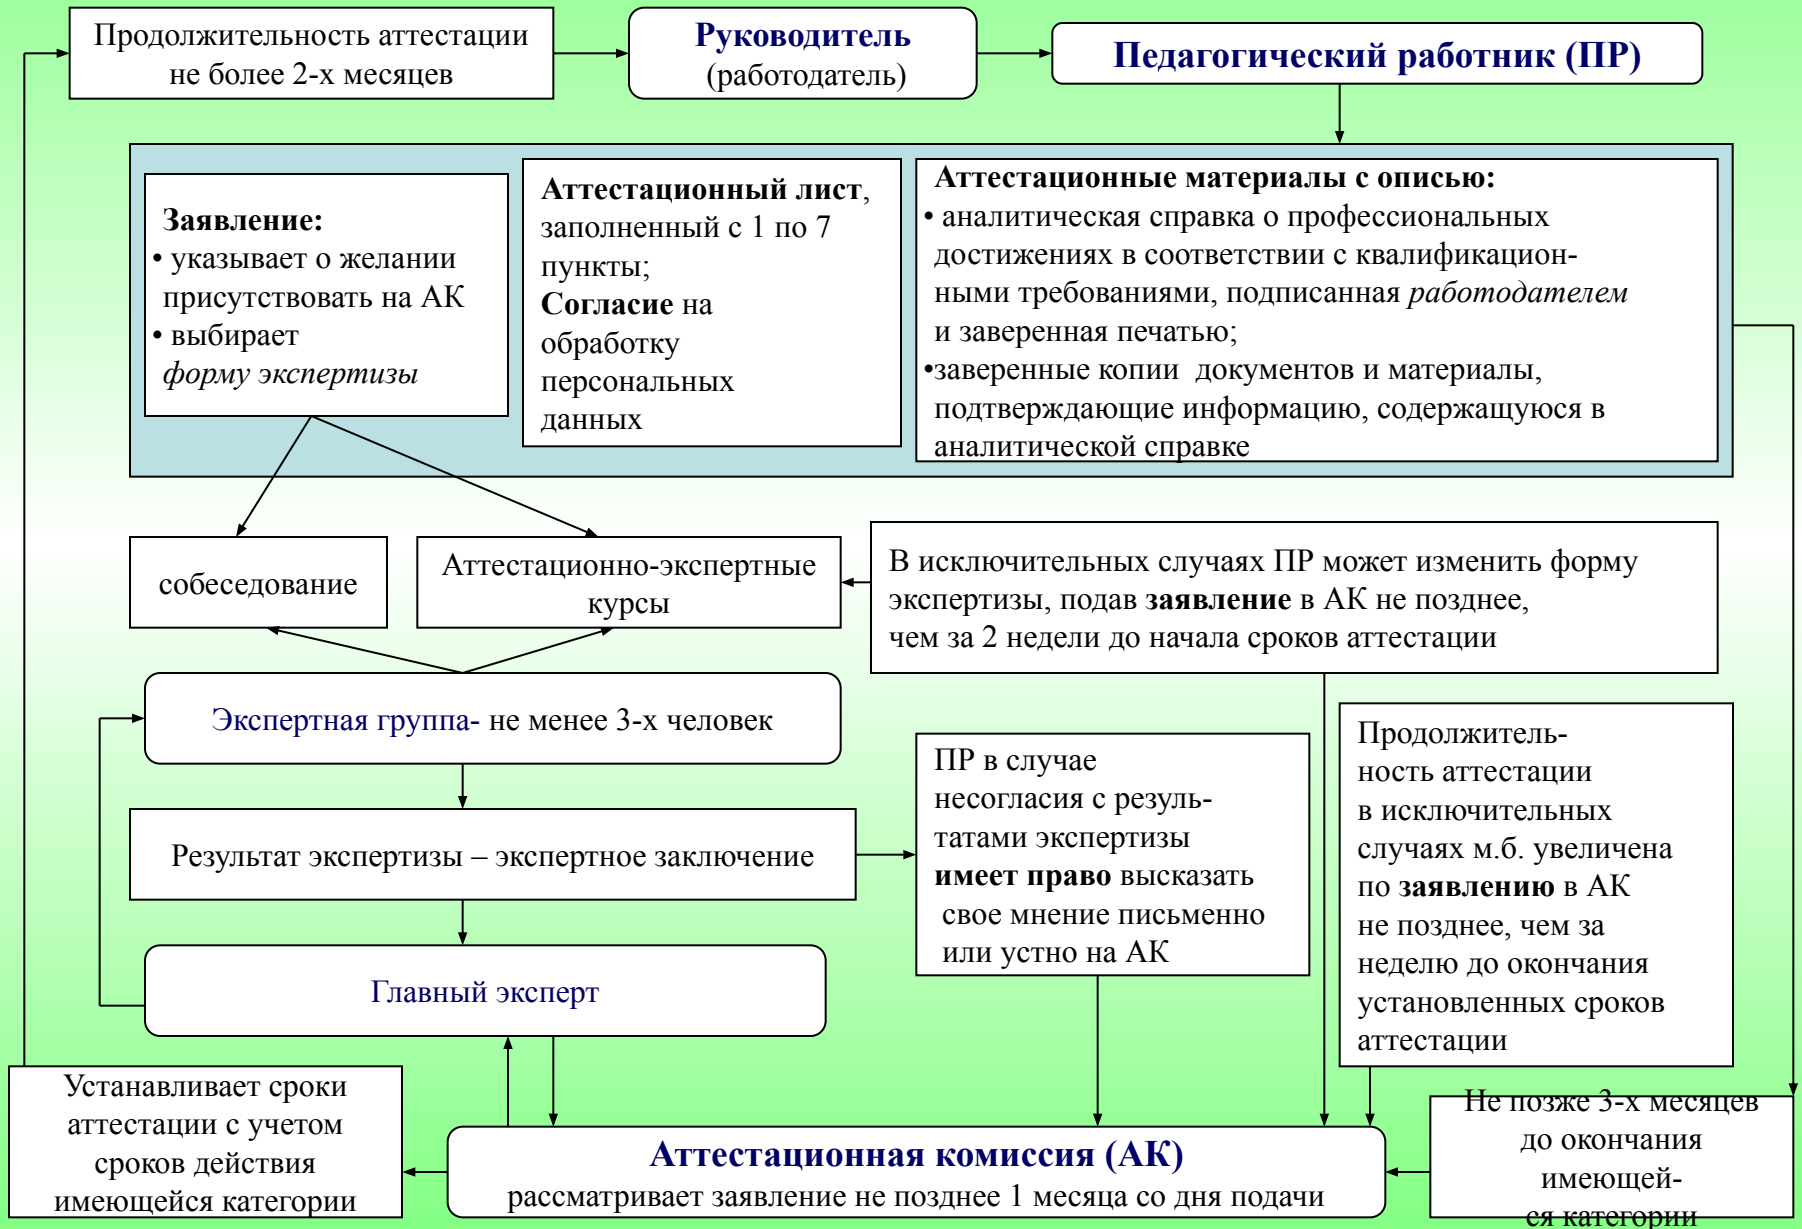 Продолжительность аттестации
не более 2-х месяцев
Руководитель
(работодатель)
Педагогический работник (ПР)
Заявление:
• указывает о желании
присутствовать на АК
• выбирает
форму экспертизы
Аттестационный лист,
заполненный с 1 по 7
пункты;
Согласие на
обработку
персональных
данных
Аттестационные материалы с описью:
• аналитическая справка о профессиональных
достижениях в соответствии с квалификацион-
ными требованиями, подписанная работодателем
и заверенная печатью;
•заверенные копии документов и материалы,
подтверждающие информацию, содержащуюся в
аналитической справке
собеседование
Аттестационно-экспертные
курсы
В исключительных случаях ПР может изменить форму
экспертизы, подав заявление в АК не позднее,
чем за 2 недели до начала сроков аттестации
Экспертная группа- не менее 3-х человек
Результат экспертизы – экспертное заключение
Главный эксперт
ПР в случае
несогласия с резуль-
татами экспертизы
имеет право высказать
свое мнение письменно
или устно на АК
Продолжитель-
ность аттестации
в исключительных
случаях м.б. увеличена
по заявлению в АК
не позднее, чем за
неделю до окончания
установленных сроков
аттестации
Устанавливает сроки
аттестации с учетом
сроков действия
имеющейся категории
Аттестационная комиссия (АК)
рассматривает заявление не позднее 1 месяца со дня подачи
Не позже 3-х месяцев
до окончания
имеющей-
ся категории